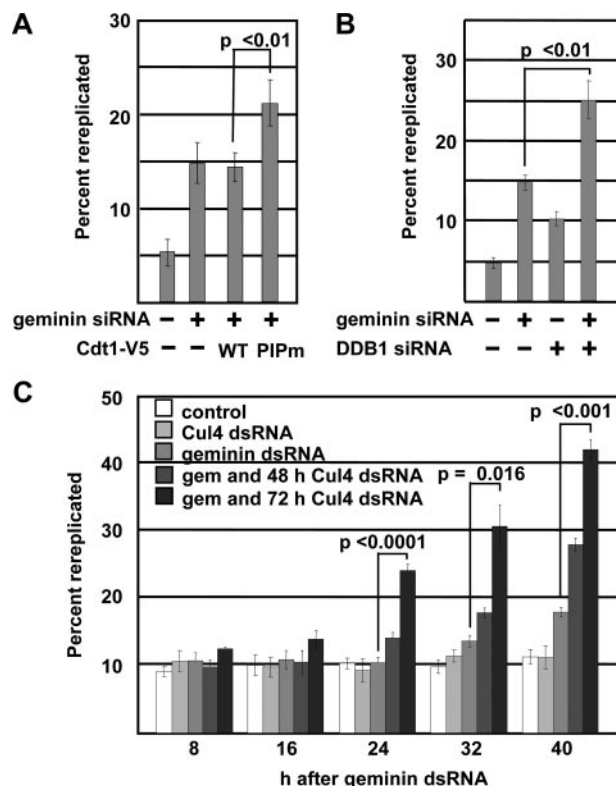 A
Percent rereplicated
30
20
10
p <0.01
geminin siRNA − + + +
Cdt1-V5 − − WT PIPm
B
Percent rereplicated
30
20
10
p <0.01
geminin siRNA − + − +
DDB1 siRNA − − + +
C
Percent rereplicated
50
40
30
20
10
control
Cul4 dsRNA
geminin dsRNA
gem and 48 h Cul4 dsRNA
gem and 72 h Cul4 dsRNA
p <0.0001
p = 0.016
p <0.001
8 16 24 32 40
h after geminin dsRNA